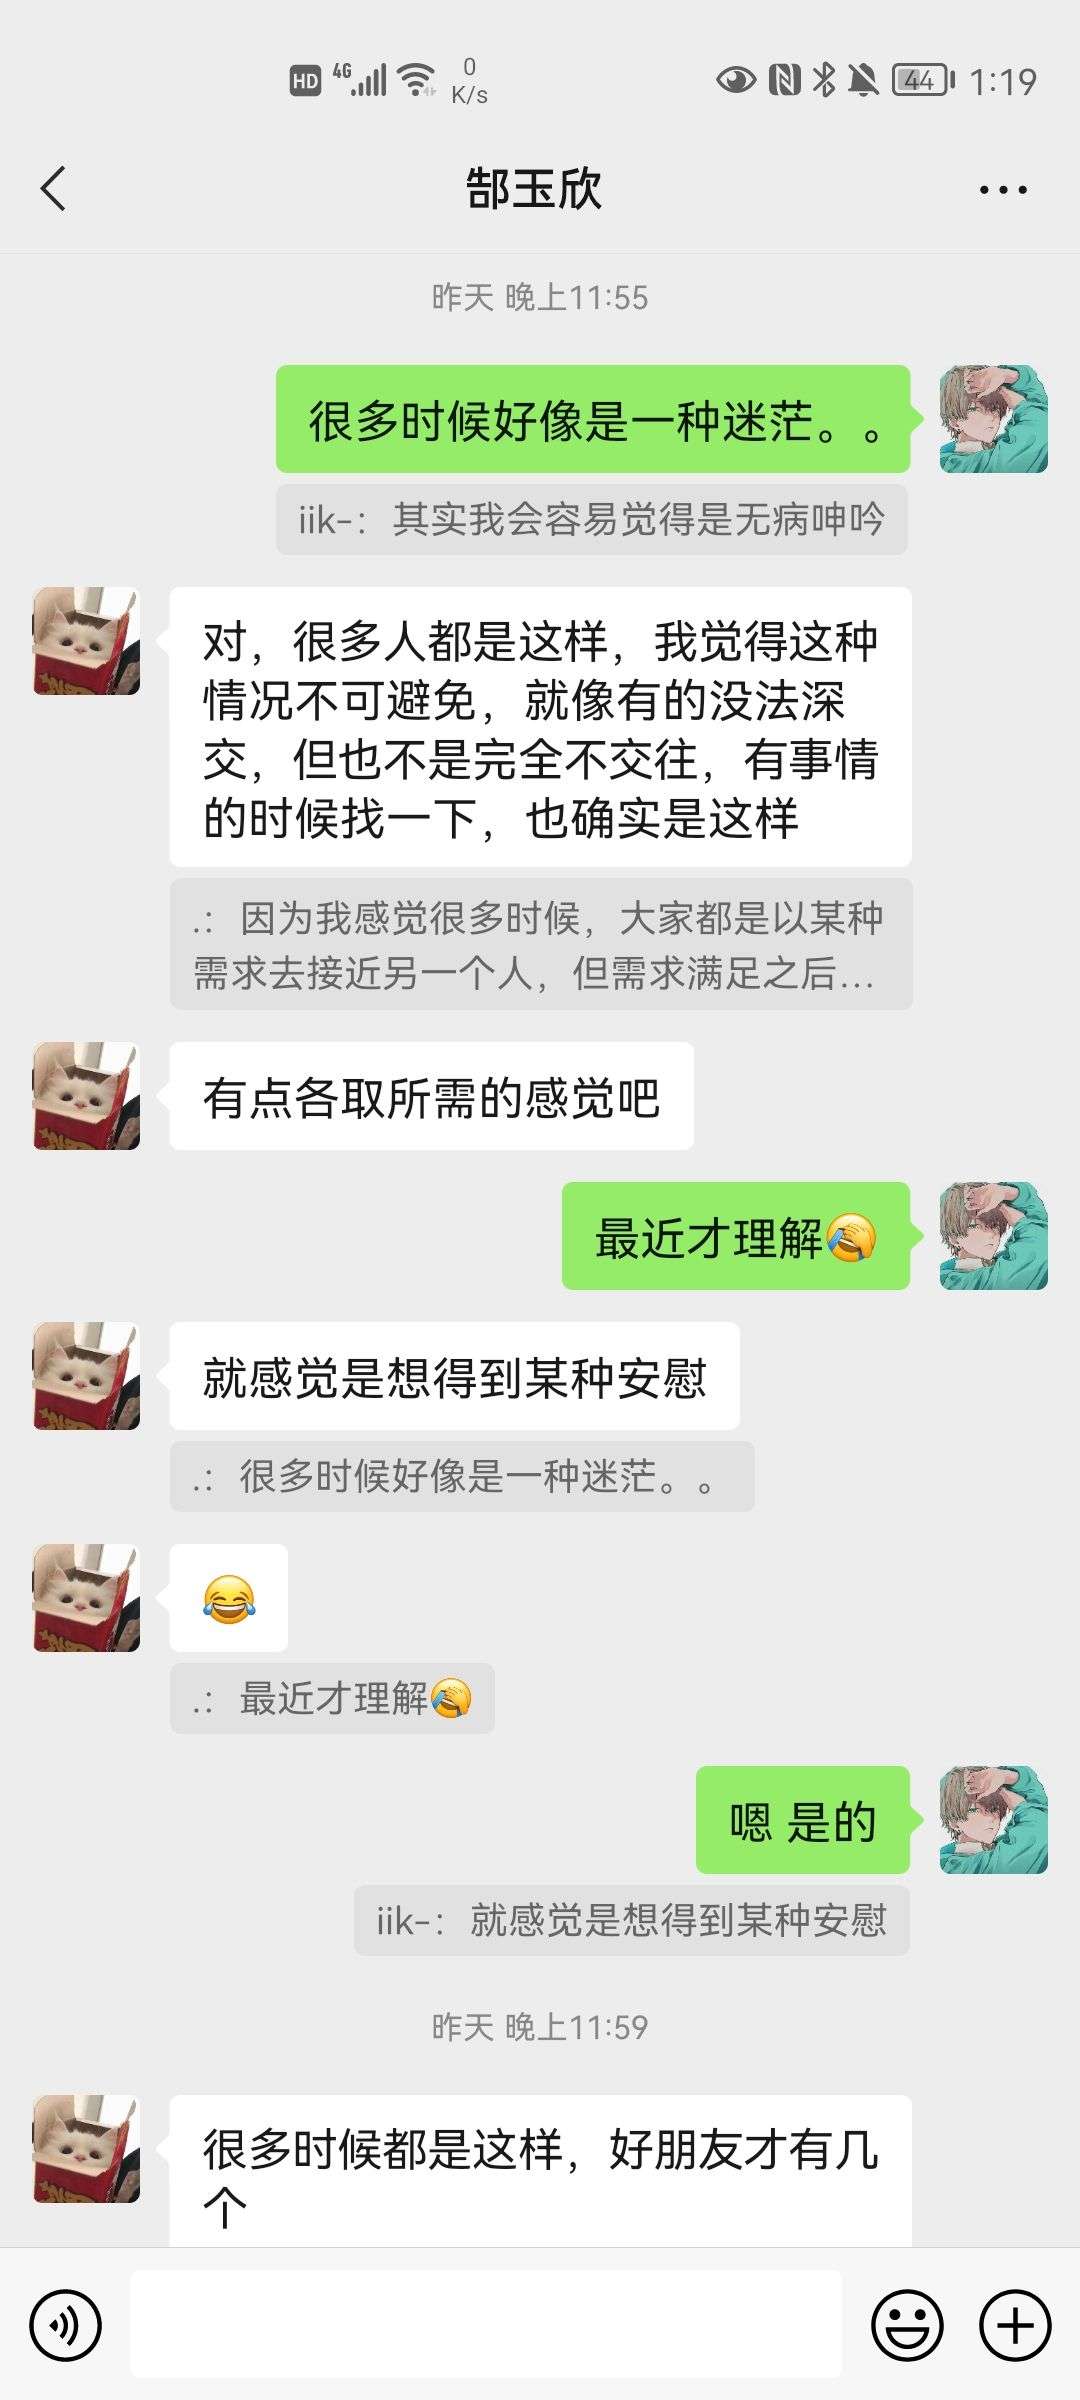 HD 4G 0 K/s 44 1:19
郜玉欣
昨天 晚上11:55
很多时候好像是一种迷茫。。
iik-：其实我会容易觉得是无病呻吟
对，很多人都是这样，我觉得这种
情况不可避免，就像有的没法深
交，但也不是完全不交往，有事情
的时候找一下，也确实是这样
.：因为我感觉很多时候，大家都是以某种
需求去接近另一个人，但需求满足之后...
有点各取所需的感觉吧
最近才理解🤦
就感觉是想得到某种安慰
.：很多时候好像是一种迷茫。。
😂
.：最近才理解🤦
嗯 是的
iik-：就感觉是想得到某种安慰
昨天 晚上11:59
很多时候都是这样，好朋友才有几
个